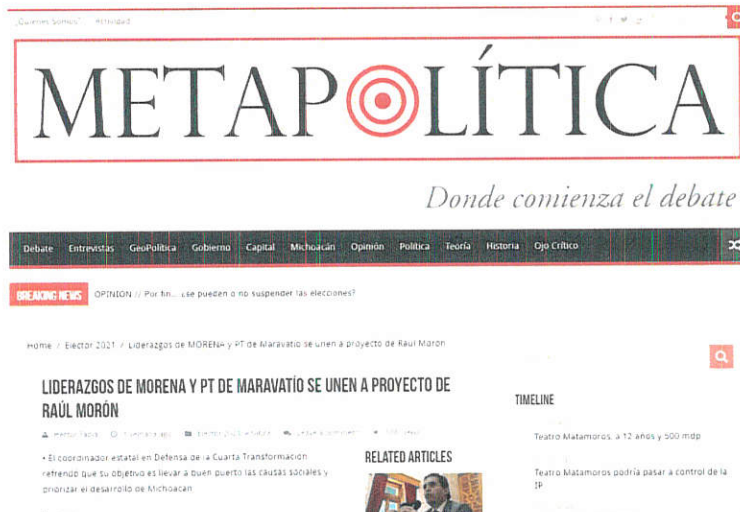 ¿Quiénes Somos? Actividad
METAPOLÍTICA
Donde comienza el debate
Debate Entrevistas GeoPolítica Gobierno Capital Michoacán Opinión Política Teoría Historia Ojo Crítico
BREAKING NEWS OPINION // Por fin... ¿se pueden o no suspender las elecciones?
Home / Elector 2021 / Liderazgos de MORENA y PT de Maravatío se unen a proyecto de Raúl Morón
LIDERAZGOS DE MORENA Y PT DE MARAVATÍO SE UNEN A PROYECTO DE
RAÚL MORÓN
• El coordinador estatal en Defensa de la Cuarta Transformación
refrendó que su objetivo es llevar a buen puerto las causas sociales y
priorizar el desarrollo de Michoacán
RELATED ARTICLES
TIMELINE
Teatro Matamoros, a 12 años y 500 mdp
Teatro Matamoros podría pasar a control de la
IP